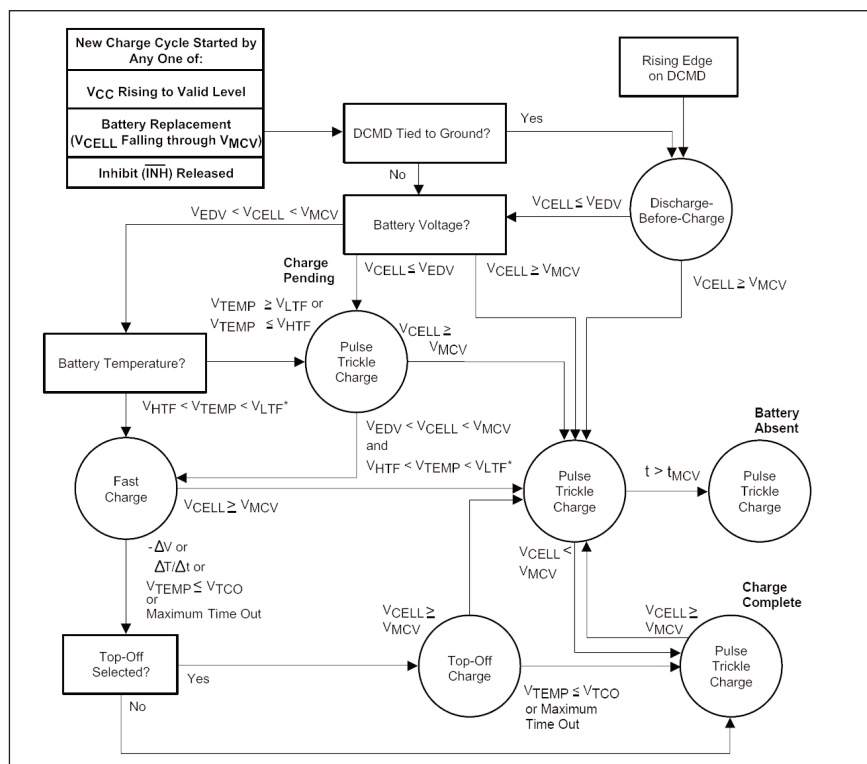 New Charge Cycle Started by
Any One of:
VCC Rising to Valid Level
Battery Replacement
(VCELL Falling through VMCV)
Inhibit (I̅N̅H̅) Released
Rising Edge
on DCMD
DCMD Tied to Ground?
Yes
No
Discharge-
Before-Charge
VEDV < VCELL < VMCV
Battery Voltage?
VCELL ≤ VEDV
Charge
Pending
VCELL ≤ VEDV
VCELL ≥ VMCV
VCELL ≥ VMCV
VTEMP ≥ VLTF or
VTEMP ≤ VHTF
Battery Temperature?
Pulse
Trickle
Charge
VCELL ≥
VMCV
VHTF < VTEMP < VLTF*
VEDV < VCELL < VMCV
and
VHTF < VTEMP < VLTF*
Battery
Absent
Fast
Charge
VCELL ≥ VMCV
Pulse
Trickle
Charge
t > tMCV
Pulse
Trickle
Charge
-ΔV or
ΔT/Δt or
VTEMP ≤ VTCO
or
Maximum Time Out
VCELL <
VMCV
Charge
Complete
VCELL ≥
VMCV
VCELL ≥
VMCV
Top-Off
Selected?
Yes
Top-Off
Charge
Pulse
Trickle
Charge
VTEMP ≤ VTCO
or Maximum
Time Out
No